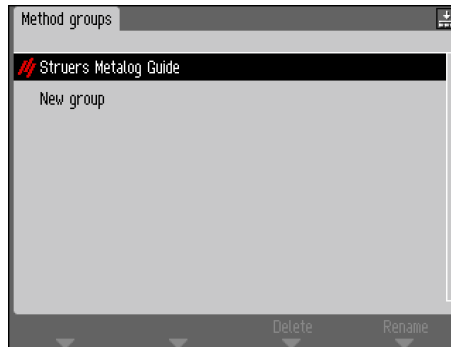 Method groups
Struers Metalog Guide
New group
Delete Rename